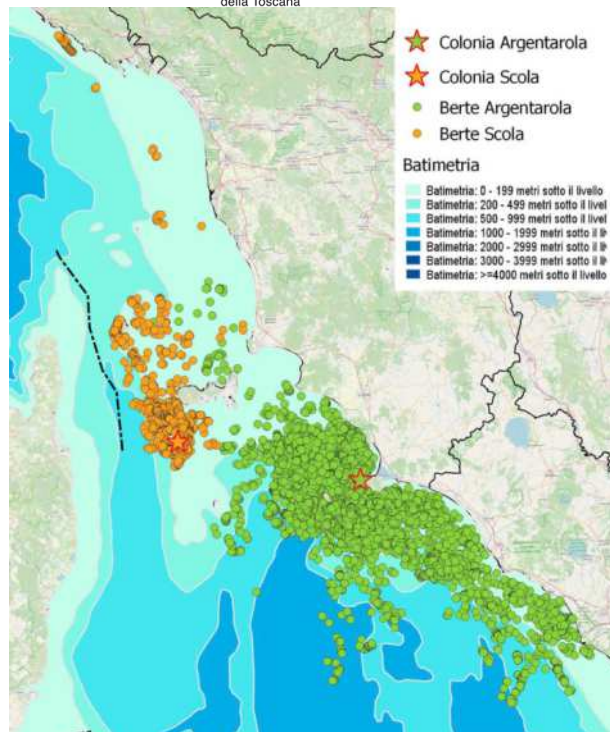 della Toscana
Colonia Argentarola
Colonia Scola
Berte Argentarola
Berte Scola
Batimetria
Batimetria: 0 - 199 metri sotto il livello
Batimetria: 200 - 499 metri sotto il livel
Batimetria: 500 - 999 metri sotto il livel
Batimetria: 1000 - 1999 metri sotto il li
Batimetria: 2000 - 2999 metri sotto il li
Batimetria: 3000 - 3999 metri sotto il li
Batimetria: >=4000 metri sotto il livello